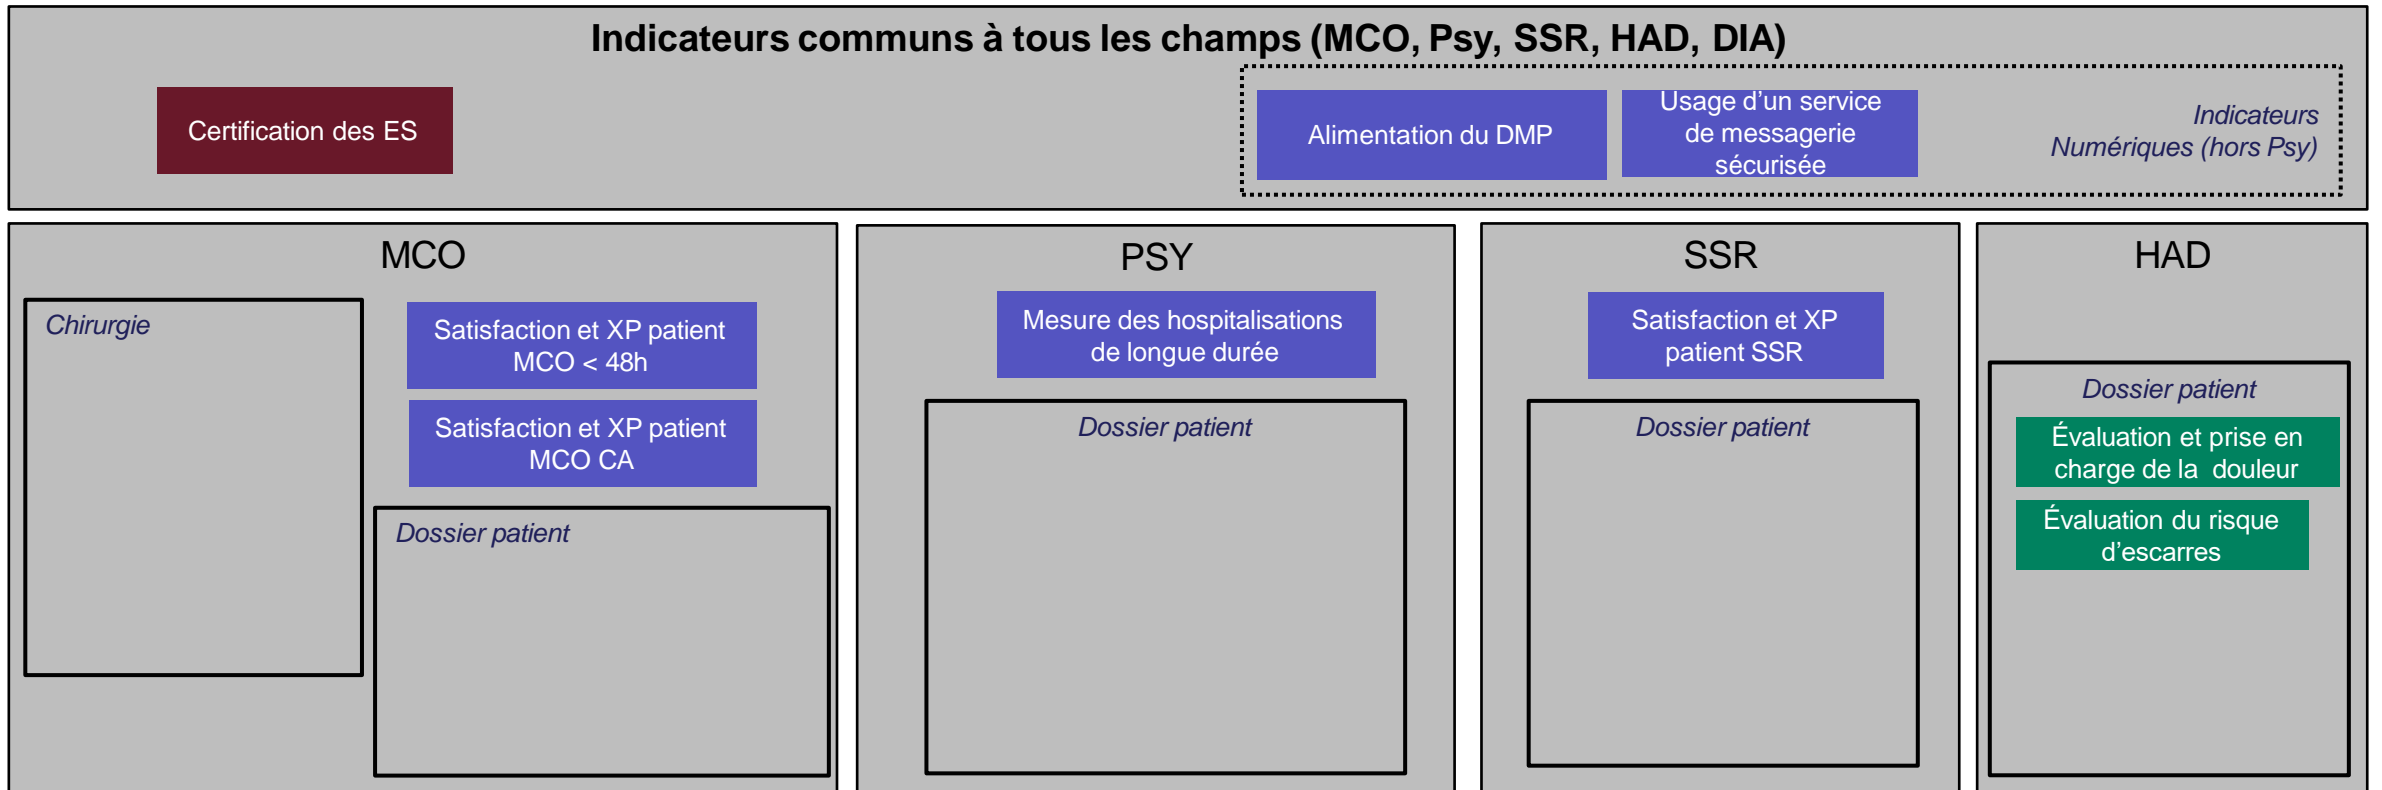 Indicateurs communs à tous les champs (MCO, Psy, SSR, HAD, DIA)
Certification des ES
Alimentation du DMP
Usage d’un service
de messagerie
sécurisée
Indicateurs
Numériques (hors Psy)
MCO
Chirurgie
Satisfaction et XP patient
MCO < 48h
Satisfaction et XP patient
MCO CA
Dossier patient
PSY
Mesure des hospitalisations
de longue durée
Dossier patient
SSR
Satisfaction et XP
patient SSR
Dossier patient
HAD
Dossier patient
Évaluation et prise en
charge de la douleur
Évaluation du risque
d’escarres